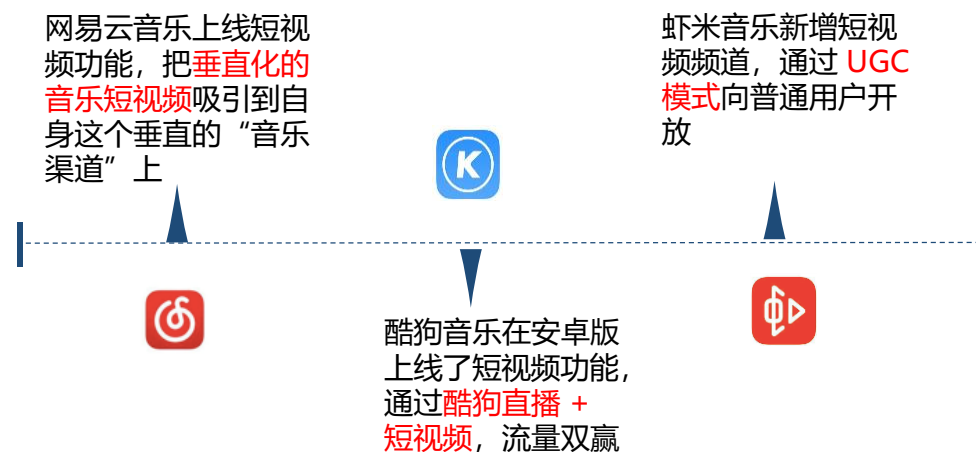 网易云音乐上线短视
频功能，把垂直化的
音乐短视频吸引到自
身这个垂直的“音乐
渠道”上
虾米音乐新增短视
频频道，通过 UGC
模式向普通用户开
放
K
酷狗音乐在安卓版
上线了短视频功能，
通过酷狗直播 +
短视频，流量双赢